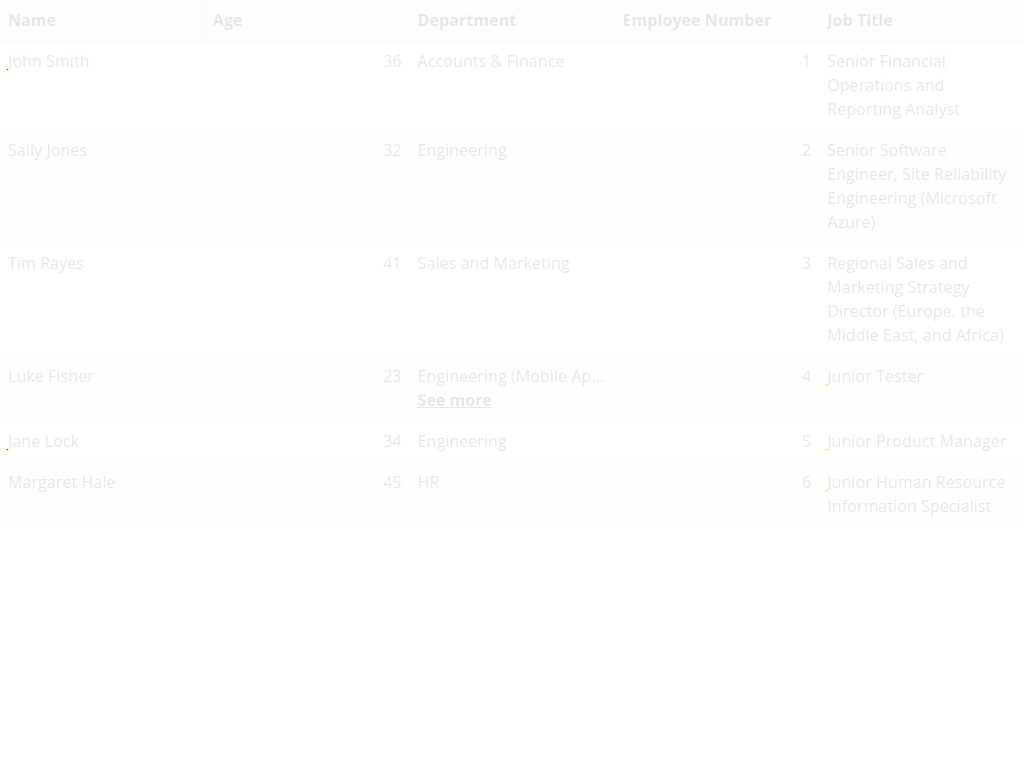 Name Age Department Employee Number Job Title
John Smith 36 Accounts & Finance 1 Senior Financial
Operations and
Reporting Analyst
Sally Jones 32 Engineering 2 Senior Software
Engineer, Site Reliability
Engineering (Microsoft
Azure)
Tim Rayes 41 Sales and Marketing 3 Regional Sales and
Marketing Strategy
Director (Europe, the
Middle East, and Africa)
Luke Fisher 23 Engineering (Mobile Ap... 4 Junior Tester
See more
Jane Lock 34 Engineering 5 Junior Product Manager
Margaret Hale 45 HR 6 Junior Human Resource
Information Specialist